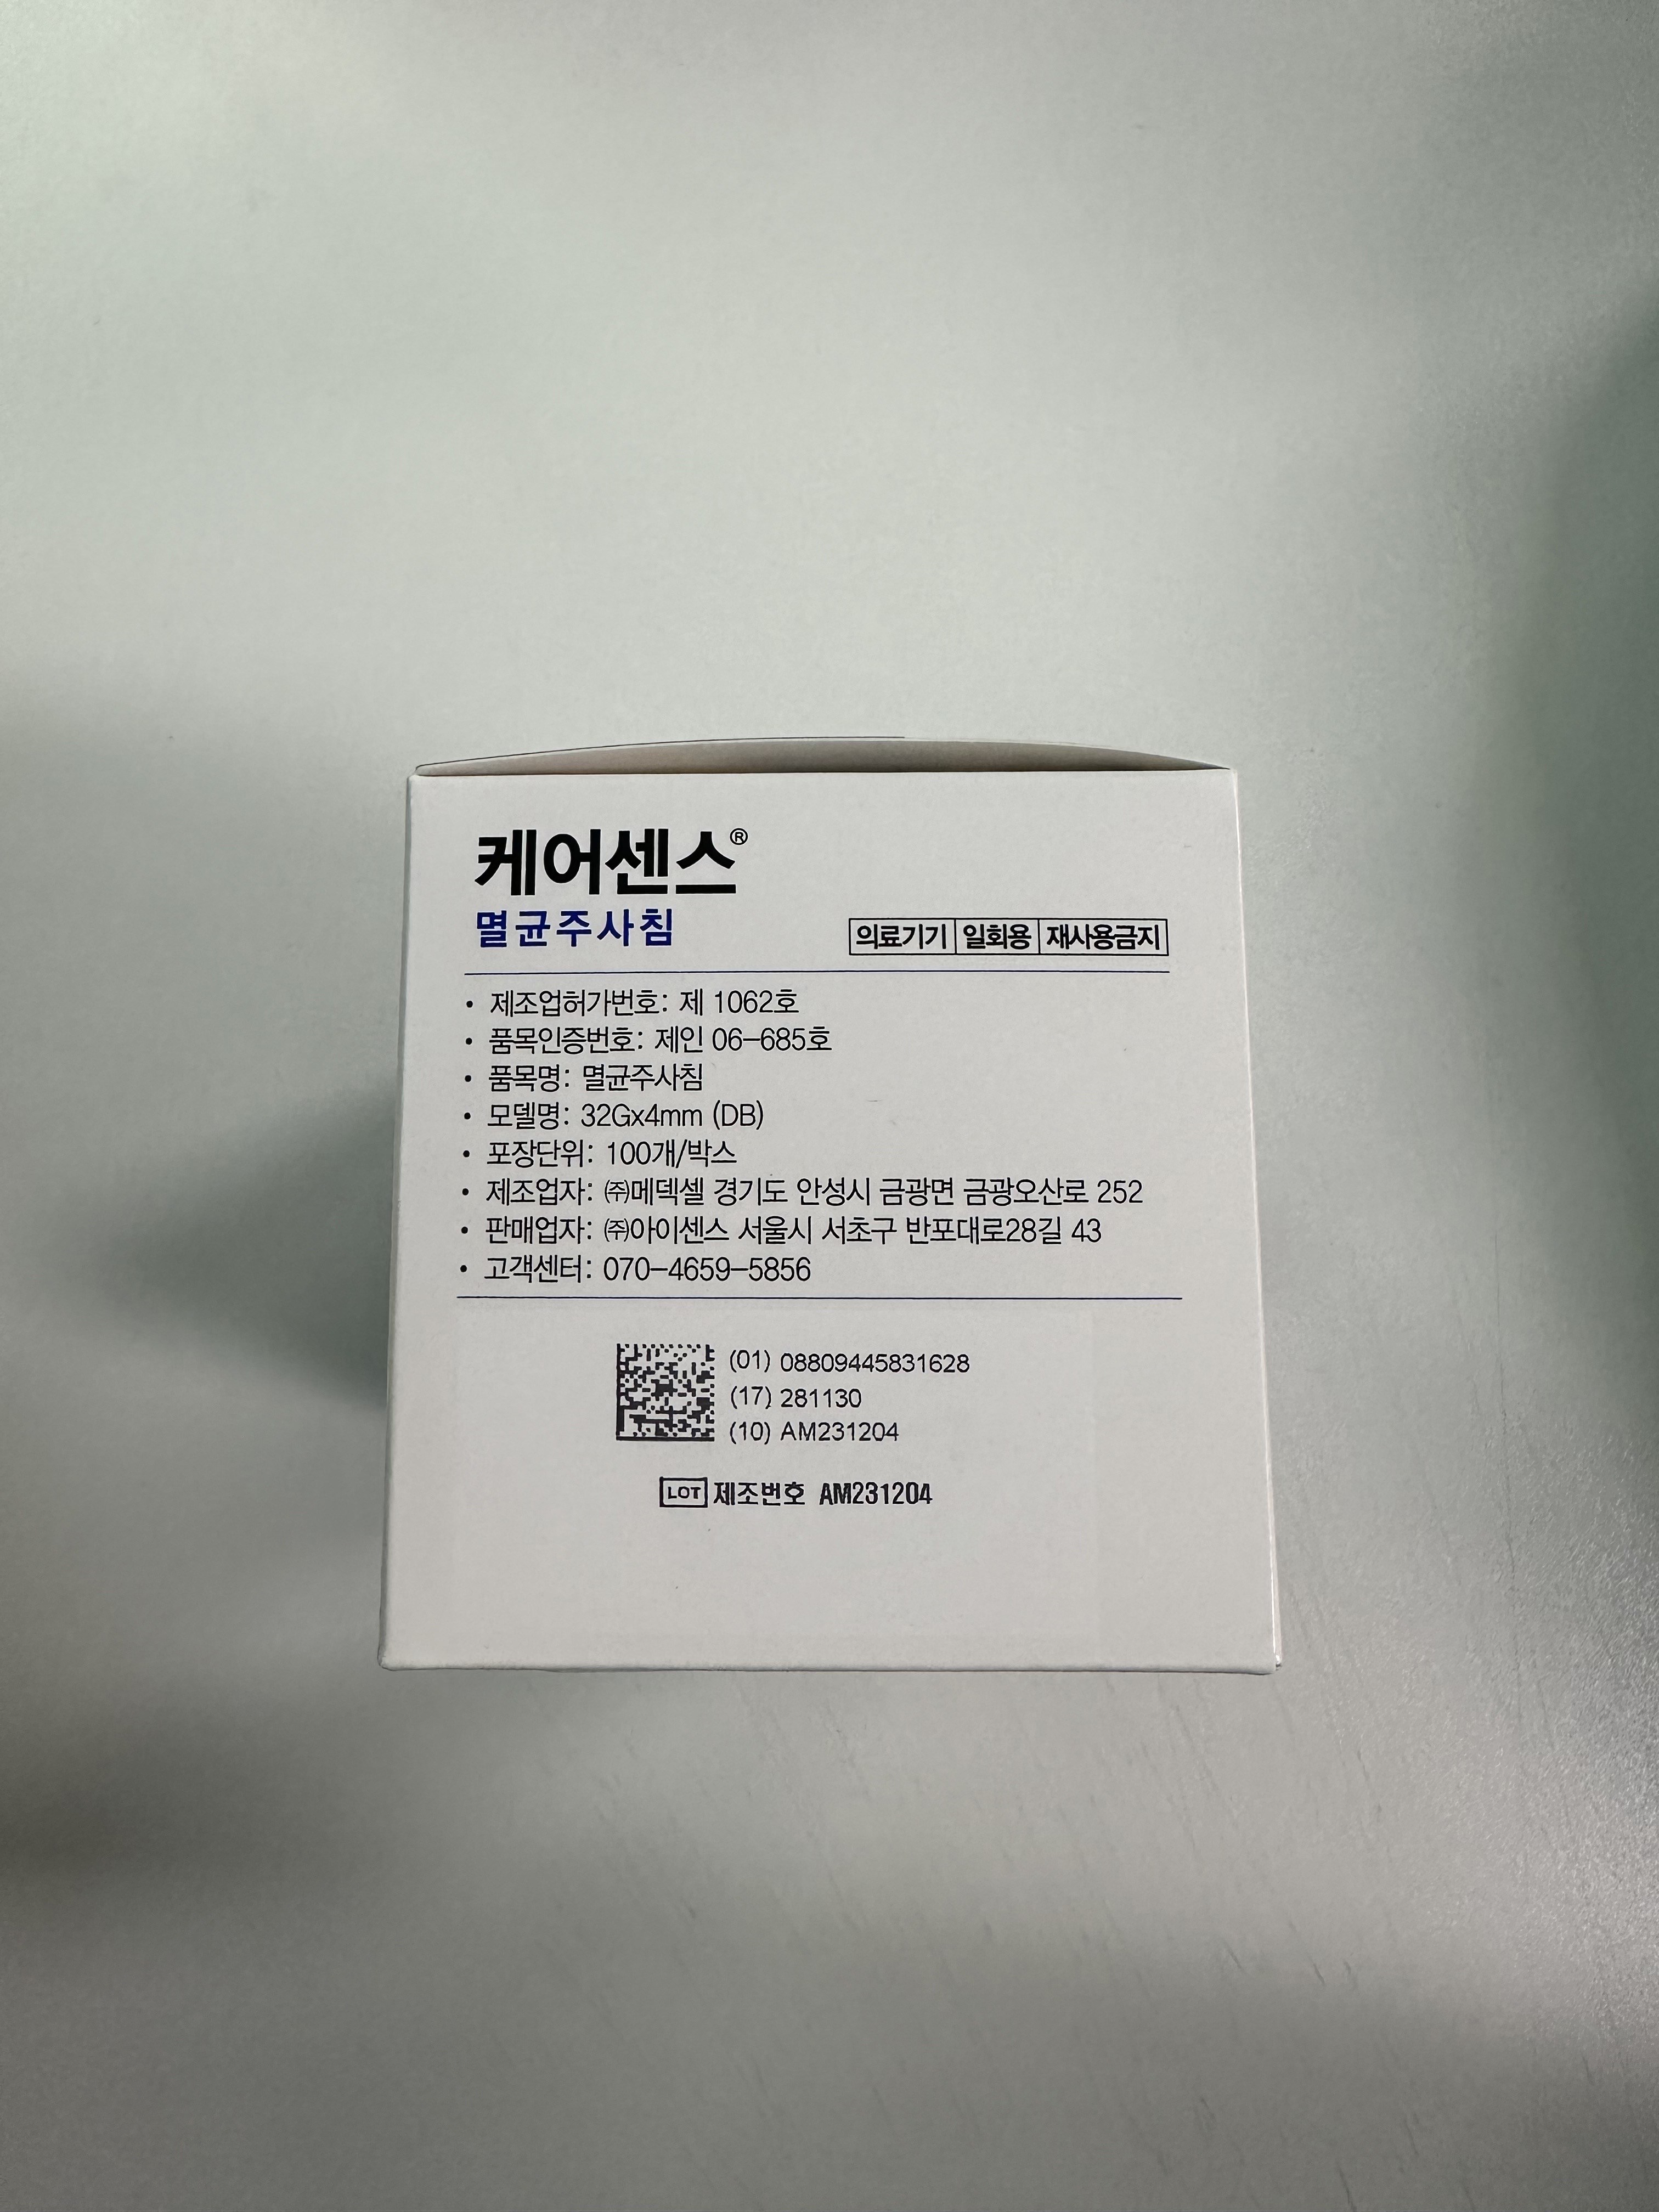 케어센스®
멸균주사침
의료기기 일회용 재사용금지
• 제조업허가번호: 제 1062호
• 품목인증번호: 제인 06-685호
• 품목명: 멸균주사침
• 모델명: 32Gx4mm (DB)
• 포장단위: 100개/박스
• 제조업자: ㈜메덱셀 경기도 안성시 금광면 금광오산로 252
• 판매업자: ㈜아이센스 서울시 서초구 반포대로28길 43
• 고객센터: 070-4659-5856
(01) 08809445831628
(17) 281130
(10) AM231204
LOT 제조번호 AM231204